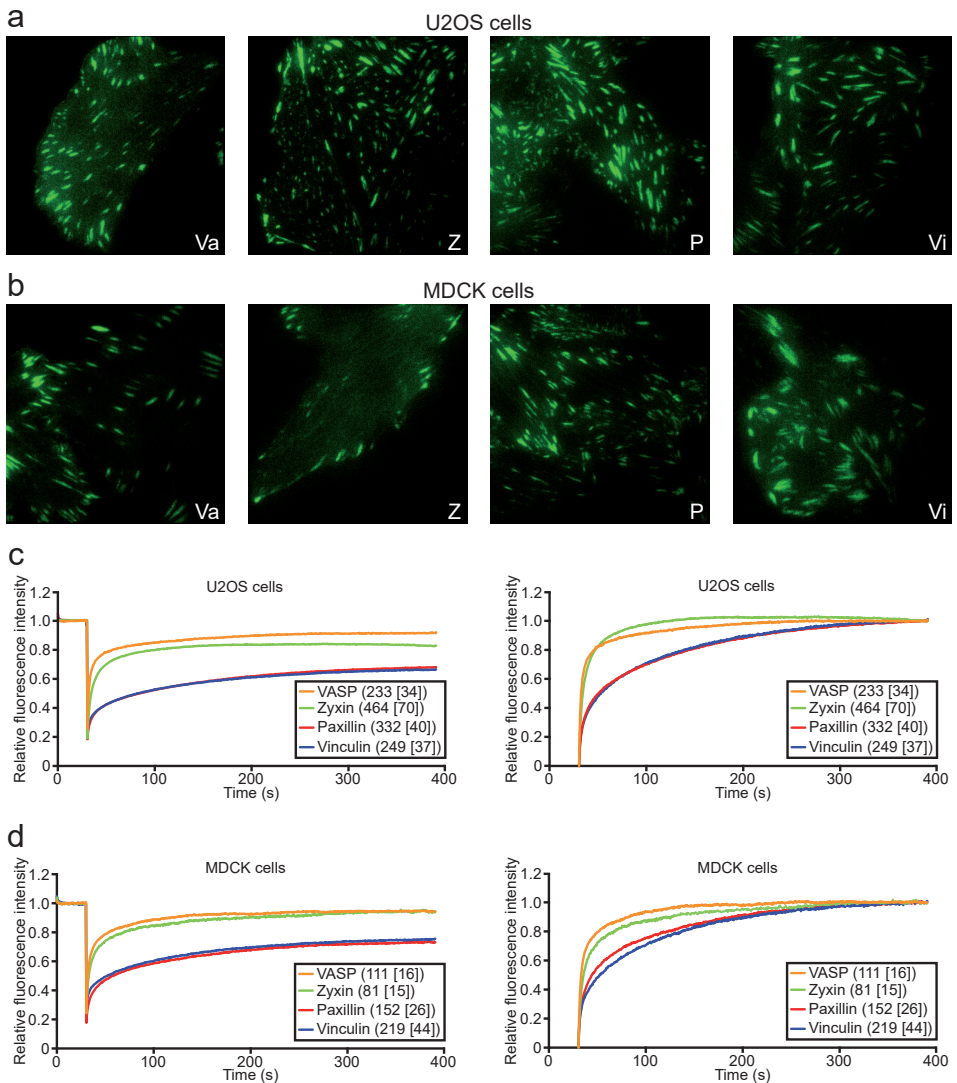 a
U2OS cells
Va
Z
P
Vi
b
MDCK cells
Va
Z
P
Vi
c
U2OS cells
Relative fluorescence intensity
1.2
1.0
0.8
0.6
0.4
0.2
0
VASP (233 [34])
Zyxin (464 [70])
Paxillin (332 [40])
Vinculin (249 [37])
0 100 200 300 400
Time (s)
U2OS cells
Relative fluorescence intensity
1.2
1.0
0.8
0.6
0.4
0.2
0
VASP (233 [34])
Zyxin (464 [70])
Paxillin (332 [40])
Vinculin (249 [37])
0 100 200 300 400
Time (s)
d
MDCK cells
Relative fluorescence intensity
1.2
1.0
0.8
0.6
0.4
0.2
0
VASP (111 [16])
Zyxin (81 [15])
Paxillin (152 [26])
Vinculin (219 [44])
0 100 200 300 400
Time (s)
MDCK cells
Relative fluorescence intensity
1.2
1.0
0.8
0.6
0.4
0.2
0
VASP (111 [16])
Zyxin (81 [15])
Paxillin (152 [26])
Vinculin (219 [44])
0 100 200 300 400
Time (s)